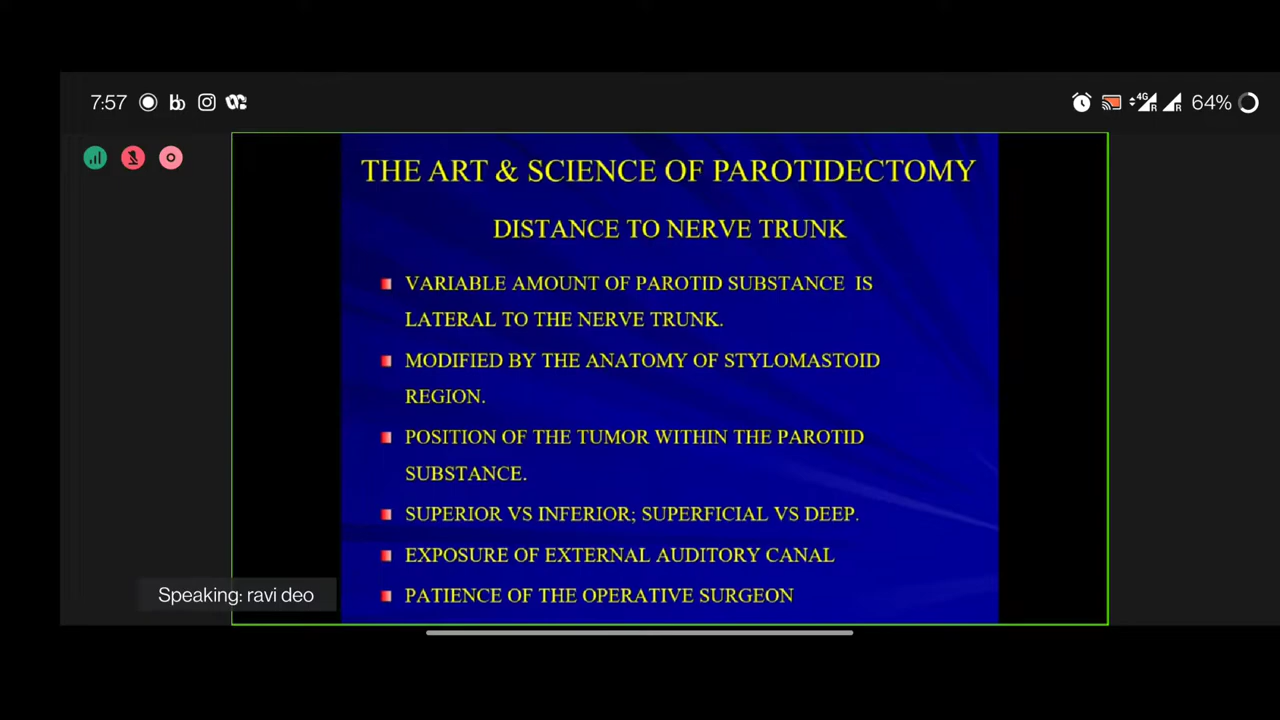 7:57
4G
R
R
64%
THE ART & SCIENCE OF PAROTIDECTOMY
DISTANCE TO NERVE TRUNK
VARIABLE AMOUNT OF PAROTID SUBSTANCE IS
LATERAL TO THE NERVE TRUNK.
MODIFIED BY THE ANATOMY OF STYLOMASTOID
REGION.
POSITION OF THE TUMOR WITHIN THE PAROTID
SUBSTANCE.
SUPERIOR VS INFERIOR; SUPERFICIAL VS DEEP.
EXPOSURE OF EXTERNAL AUDITORY CANAL
PATIENCE OF THE OPERATIVE SURGEON
Speaking: ravi deo